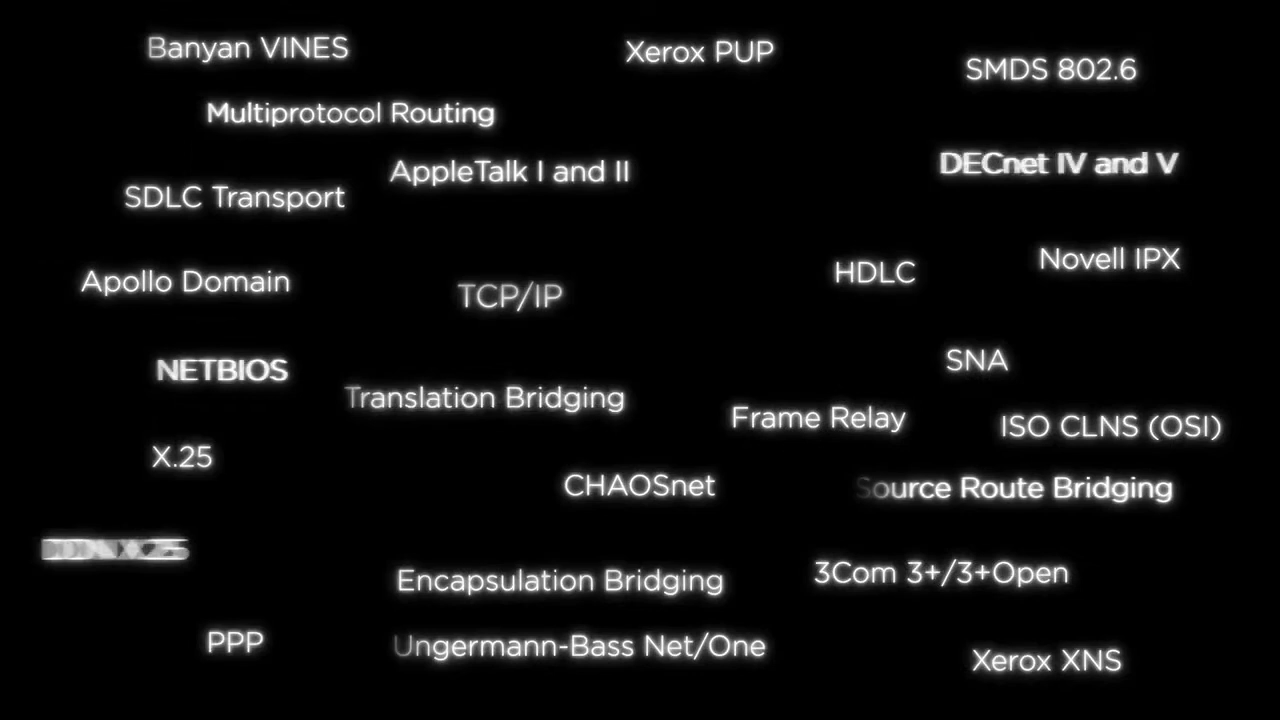 Banyan VINES
Xerox PUP
SMDS 802.6
Multiprotocol Routing
AppleTalk I and II
DECnet IV and V
SDLC Transport
Apollo Domain
TCP/IP
HDLC
Novell IPX
NETBIOS
Translation Bridging
SNA
Frame Relay
ISO CLNS (OSI)
X.25
CHAOSnet
Source Route Bridging
Encapsulation Bridging
3Com 3+/3+Open
PPP
Ungermann-Bass Net/One
Xerox XNS